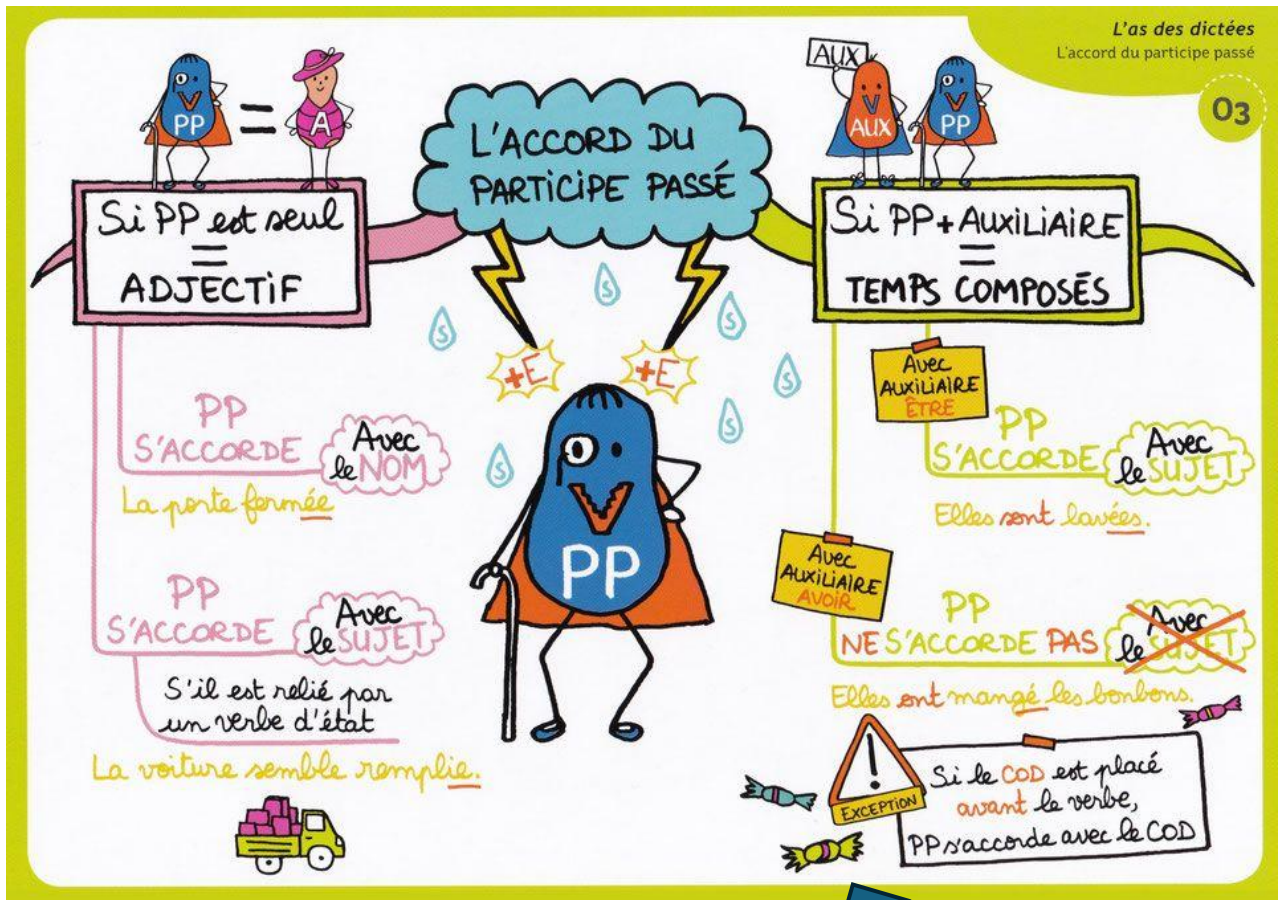 L'as des dictées
L'accord du participe passé
03
PP
=
A
Si PP est seul
=
ADJECTIF
PP
S'ACCORDE
Avec
le NOM
La porte fermée
PP
S'ACCORDE
Avec
le SUJET
S'il est relié par
un verbe d'état
La voiture semble remplie.
L'ACCORD DU
PARTICIPE PASSÉ
S
S
S
S
S
S
S
+E
+E
PP
AUX
AUX
PP
Si PP + AUXILIAIRE
=
TEMPS COMPOSÉS
Avec
AUXILIAIRE
ÊTRE
PP
S'ACCORDE
Avec
le SUJET
Elles sont lavées.
Avec
AUXILIAIRE
AVOIR
PP
NE S'ACCORDE PAS
Avec
le SUJET
Elles ont mangé les bonbons.
!
EXCEPTION
Si le COD est placé
avant le verbe,
PP s'accorde avec le COD